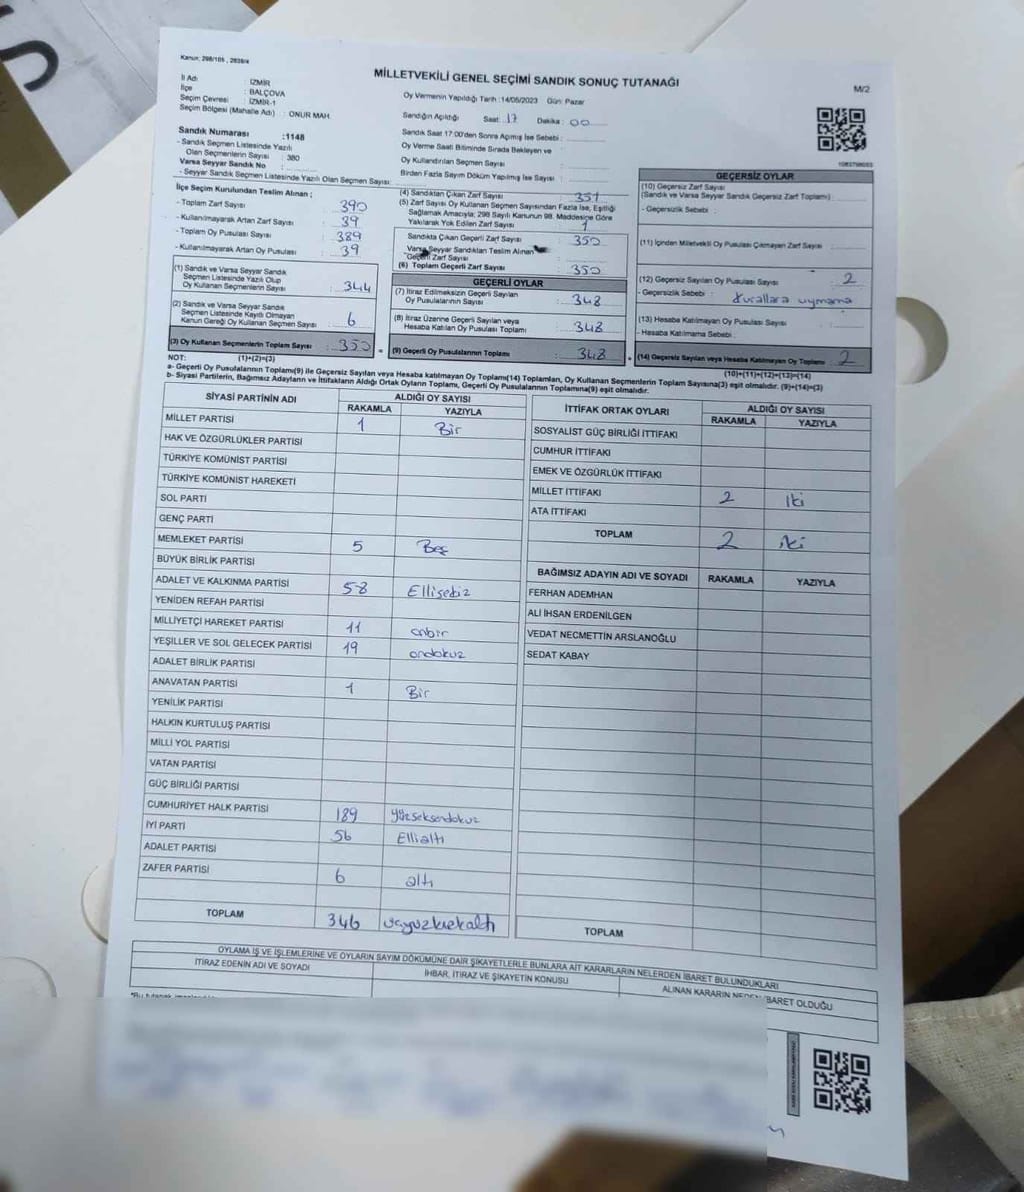 Kanun: 298/105 , 2839/4
MİLLETVEKİLİ GENEL SEÇİMİ SANDIK SONUÇ TUTANAĞI
M/2
İl Adı : İZMİR
İlçe : BALÇOVA
Seçim Çevresi : İZMİR-1
Seçim Bölgesi (Mahalle Adı) : ONUR MAH.
Oy Vermenin Yapıldığı Tarih :14/05/2023 Gün: Pazar
Sandığın Açıldığı Saat: 17 Dakika : 00
Sandık Saat 17:00'den Sonra Açımış İse Sebebi :
Oy Verme Saati Bitiminde Sırada Bekleyen ve
Oy Kullandırılan Seçmen Sayısı :
Birden Fazla Sayım Döküm Yapılmış İse Sayısı :
Sandık Numarası :1148
- Sandık Seçmen Listesinde Yazılı
Olan Seçmenlerin Sayısı : 380
Varsa Seyyar Sandık No :
- Seyyar Sandık Seçmen Listesinde Yazılı Olan Seçmen Sayısı:
İlçe Seçim Kurulundan Teslim Alınan ;
- Toplam Zarf Sayısı : 390
- Kullanılmayarak Artan Zarf Sayısı : 39
- Toplam Oy Pusulası : 389
- Kullanılmayarak Artan Oy Pusulası : 39
(1) Sandık ve Varsa Seyyar Sandık
Seçmen Listesinde Yazılı Olup
Oy Kullanan Seçmenlerin Sayısı : 344
(2) Sandık ve Varsa Seyyar Sandık
Seçmen Listesinde Kayıtlı Olmayan
Kanun Gereği Oy Kullanan Seçmen Sayısı : 6
(3) Oy Kullanan Seçmenlerin Toplam Sayısı : 350
(4) Sandıktan Çıkan Zarf Sayısı : 351
(5) Zarf Sayısı Oy Kullanan Seçmen Sayısından Fazla İse, Eşitliği
Sağlamak Amacıyla; 298 Sayılı Kanunun 98. Maddesine Göre
Yakılarak Yok Edilen Zarf Sayısı : 1
Sandıkta Çıkan Geçerli Zarf Sayısı : 350
Varsa Seyyar Sandıktan Teslim Alınan
Geçerli Zarf Sayısı
(6) Toplam Geçerli Zarf Sayısı : 350
GEÇERLİ OYLAR
(7) İtiraz Edilmeksizin Geçerli Sayılan
Oy Pusulalarının Sayısı : 348
(8) İtiraz Üzerine Geçerli Sayılan veya
Hesaba Katılan Oy Pusulası Toplamı : 348
(9) Geçerli Oy Pusulalarının Toplamı : 348
GEÇERSİZ OYLAR
(10) Geçersiz Zarf Sayısı
(Sandık ve Varsa Seyyar Sandık Geçersiz Zarf Toplamı) :
- Geçersizlik Sebebi :
(11) İçinden Milletvekili Oy Pusulası Çıkmayan Zarf Sayısı :
(12) Geçersiz Sayılan Oy Pusulası Sayısı : 2
- Geçersizlik Sebebi : Kurallara uymama
(13) Hesaba Katılmayan Oy Pusulası Sayısı :
- Hesaba Katılmama Sebebi :
(14) Geçersiz Sayılan veya Hesaba Katılmayan Oy Toplamı : 2
NOT: (1)+(2)=(3) (10)+(11)+(12)+(13)=(14)
a- Geçerli Oy Pusulalarının Toplamı(9) ile Geçersiz Sayılan veya Hesaba katılmayan Oy Toplamı(14) Toplamları, Oy Kullanan Seçmenlerin Toplam Sayısına(3) eşit olmalıdır. (9)+(14)=(3)
b- Siyasi Partilerin, Bağımsız Adayların ve İttifakların Aldığı Ortak Oyların Toplamı, Geçerli Oy Pusulalarının Toplamına(9) eşit olmalıdır.
SİYASİ PARTİNİN ADI ALDIĞI OY SAYISI
RAKAMLA YAZIYLA
MİLLET PARTİSİ 1 Bir
HAK VE ÖZGÜRLÜKLER PARTİSİ
TÜRKİYE KOMÜNİST PARTİSİ
TÜRKİYE KOMÜNİST HAREKETİ
SOL PARTİ
GENÇ PARTİ
MEMLEKET PARTİSİ 5 Beş
BÜYÜK BİRLİK PARTİSİ
ADALET VE KALKINMA PARTİSİ 58 Ellisekiz
YENİDEN REFAH PARTİSİ
MİLLİYETÇİ HAREKET PARTİSİ 11 onbir
YEŞİLLER VE SOL GELECEK PARTİSİ 19 ondokuz
ADALET BİRLİK PARTİSİ
ANAVATAN PARTİSİ 1 Bir
YENİLİK PARTİSİ
HALKIN KURTULUŞ PARTİSİ
MİLLİ YOL PARTİSİ
VATAN PARTİSİ
GÜÇ BİRLİĞİ PARTİSİ
CUMHURİYET HALK PARTİSİ 189 yüzseksendokuz
İYİ PARTİ 56 Ellialtı
ADALET PARTİSİ
ZAFER PARTİSİ 6 altı
TOPLAM 346 üçyüzkırkaltı
İTTİFAK ORTAK OYLARI ALDIĞI OY SAYISI
RAKAMLA YAZIYLA
SOSYALİST GÜÇ BİRLİĞİ İTTİFAKI
CUMHUR İTTİFAKI
EMEK VE ÖZGÜRLÜK İTTİFAKI
MİLLET İTTİFAKI 2 İki
ATA İTTİFAKI
TOPLAM 2 iki
BAĞIMSIZ ADAYIN ADI VE SOYADI RAKAMLA YAZIYLA
FERHAN ADEMHAN
ALİ İHSAN ERDENİLGEN
VEDAT NECMETTİN ARSLANOĞLU
SEDAT KABAY
TOPLAM
OYLAMA İŞ VE İŞLEMLERİNE VE OYLARIN SAYIM DÖKÜMÜNE DAİR ŞİKAYETLERLE BUNLARA AİT KARARLARIN NELERDEN İBARET BULUNDUKLARI
İTİRAZ EDENİN ADI VE SOYADI İHBAR, İTİRAZ VE ŞİKAYETİN KONUSU ALINAN KARARIN NEDEN İBARET OLDUĞU